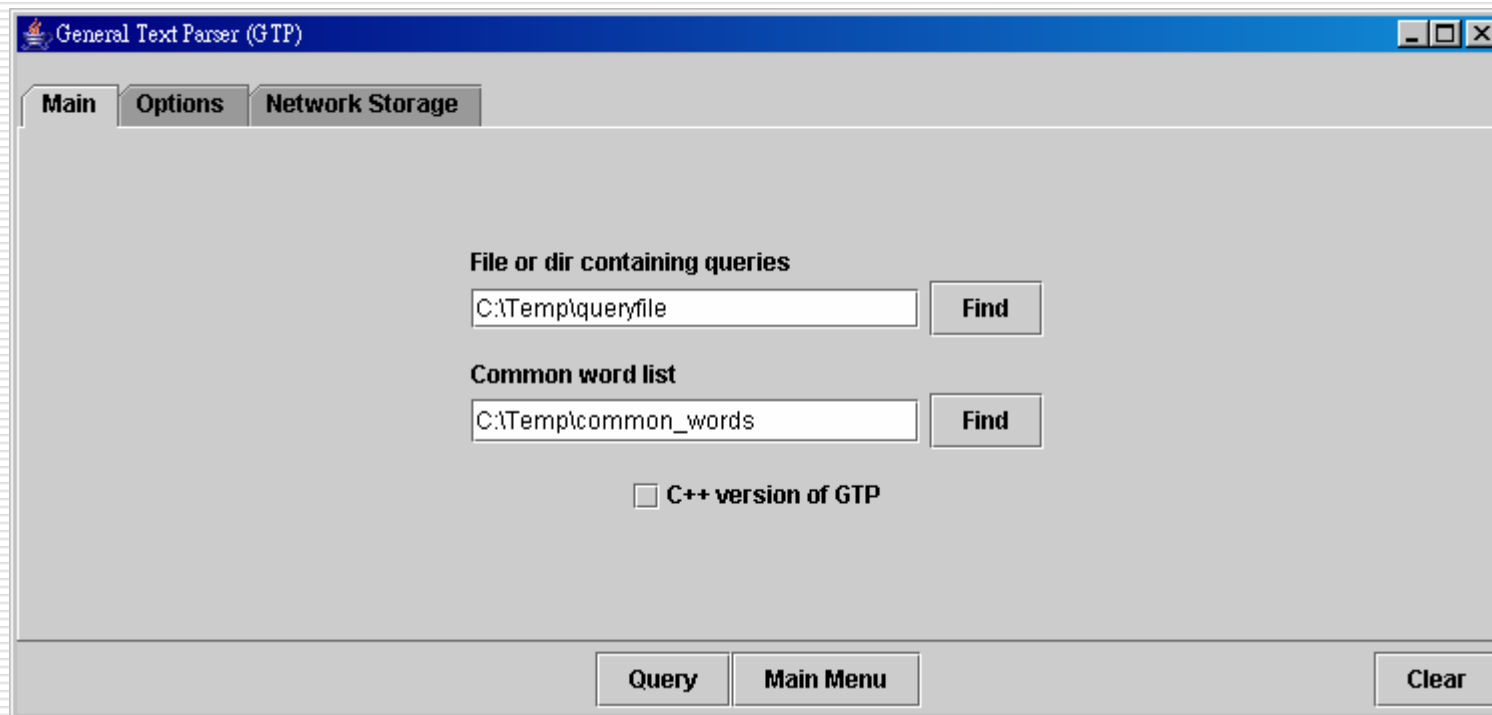 General Text Parser (GTP)
Main Options Network Storage
File or dir containing queries
C:\Temp\queryfile Find
Common word list
C:\Temp\common_words Find
C++ version of GTP
Query Main Menu Clear